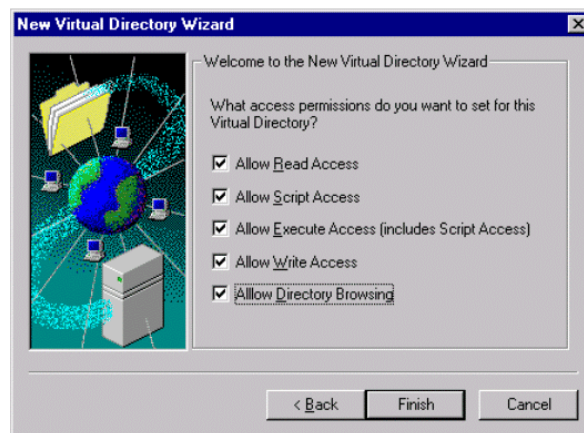 New Virtual Directory Wizard
Welcome to the New Virtual Directory Wizard
What access permissions do you want to set for this
Virtual Directory?
Allow Read Access
Allow Script Access
Allow Execute Access (includes Script Access)
Allow Write Access
Alllow Directory Browsing
< Back
Finish
Cancel